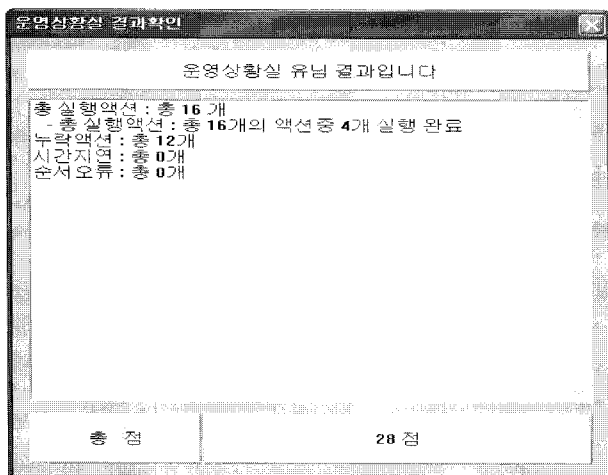 운영상황실 결과확인
운영상황실 유님 결과입니다
총 실행액션 : 총 16 개
- 총 실행액션 : 총 16개의 액션중 4개 실행 완료
누락액션 : 총 12개
시간지연 : 총 0개
순서오류 : 총 0개
총 점
28 점